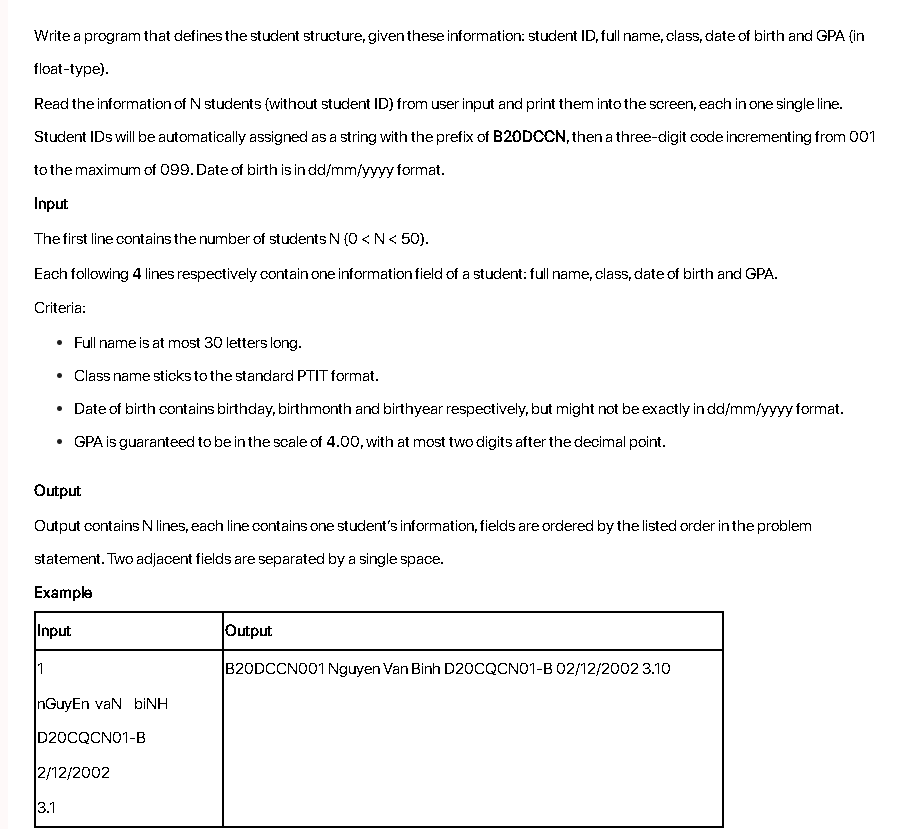 Write a program that defines the student structure, given these information: student ID, full name, class, date of birth and GPA (in
float-type).
Read the information of N students (without student ID) from user input and print them into the screen, each in one single line.
Student IDs will be automatically assigned as a string with the prefix of B20DCCN, then a three-digit code incrementing from 001
to the maximum of 099. Date of birth is in dd/mm/yyyy format.
Input
The first line contains the number of students N (0 < N < 50).
Each following 4 lines respectively contain one information field of a student: full name, class, date of birth and GPA.
Criteria:
• Full name is at most 30 letters long.
• Class name sticks to the standard PTIT format.
• Date of birth contains birthday, birthmonth and birthyear respectively, but might not be exactly in dd/mm/yyyy format.
• GPA is guaranteed to be in the scale of 4.00, with at most two digits after the decimal point.
Output
Output contains N lines, each line contains one student's information, fields are ordered by the listed order in the problem
statement. Two adjacent fields are separated by a single space.
Example
Input Output
1 B20DCCN001 Nguyen Van Binh D20CQCN01-B 02/12/2002 3.10
nGuyEn vaN   biNH
D20CQCN01-B
2/12/2002
3.1